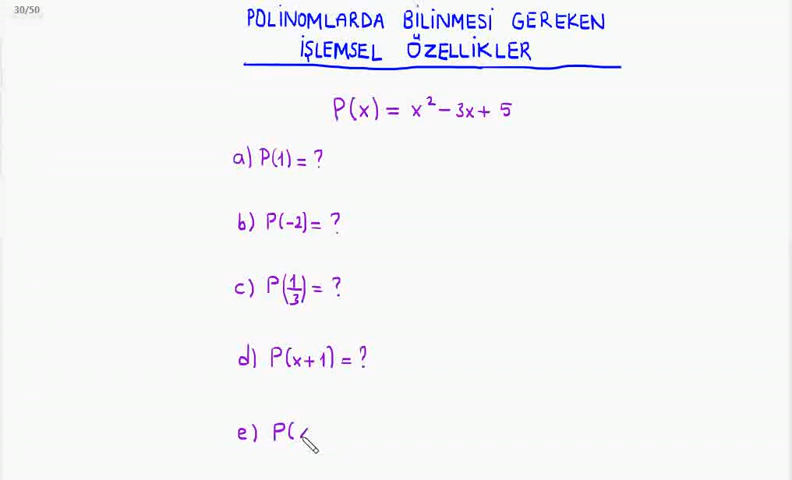 30/50
POLİNOMLARDA BİLİNMESİ GEREKEN
İŞLEMSEL ÖZELLİKLER
P(x) = x² - 3x + 5
a) P(1) = ?
b) P(-2) = ?
c) P(1/3) = ?
d) P(x+1) = ?
e) P(